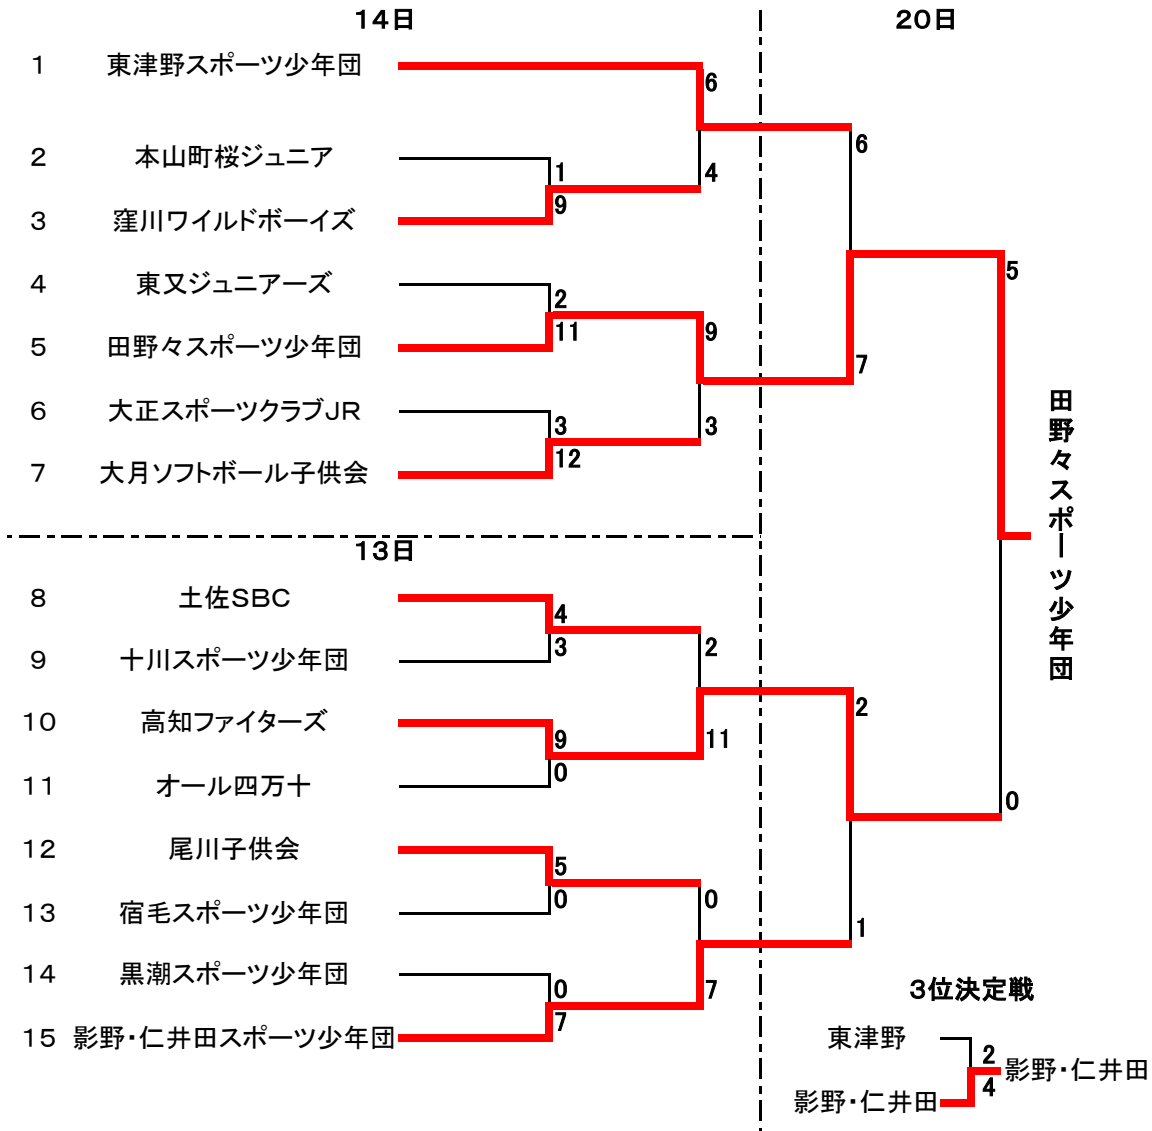 14日
20日
1 東津野スポーツ少年団
6
2 本山町桜ジュニア
1
4
6
3 窪川ワイルドボーイズ
9
4 東又ジュニアーズ
2
5
5 田野々スポーツ少年団
11
9
7
6 大正スポーツクラブJR
3
3
7 大月ソフトボール子供会
12
田野々スポーツ少年団
13日
8 土佐SBC
4
9 十川スポーツ少年団
3
2
10 高知ファイターズ
9
11
2
11 オール四万十
0
0
12 尾川子供会
5
13 宿毛スポーツ少年団
0
0
1
14 黒潮スポーツ少年団
0
7
15 影野・仁井田スポーツ少年団
7
3位決定戦
東津野
2
影野・仁井田
4
影野・仁井田